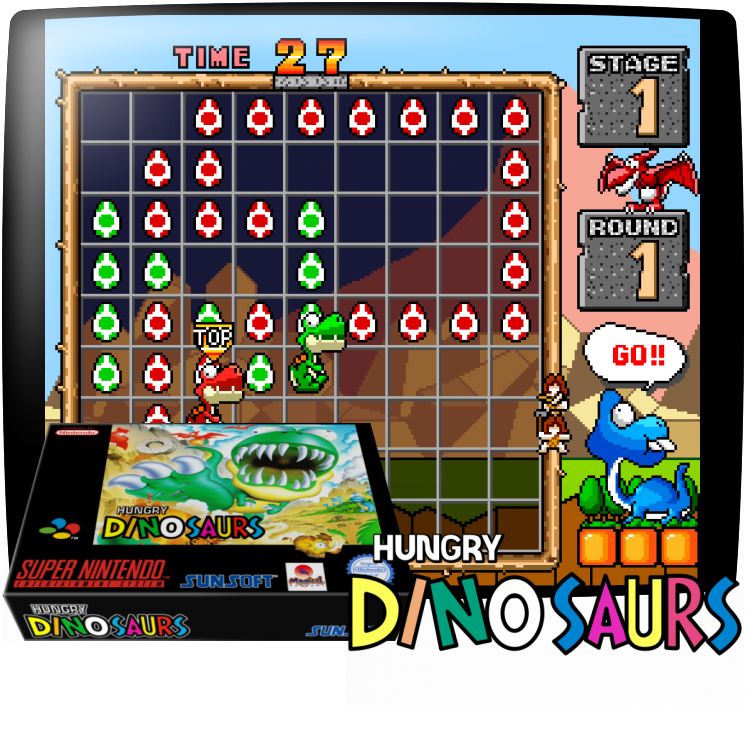 TIME 27
STAGE
1
ROUND
1
TOP
GO!!
Nintendo
HUNGRY
DINOSAURS
TM
SUPER NINTENDO
ENTERTAINMENT SYSTEM
SUNSOFT
Magical
HUNGRY
DINOSAURS
SUN
HUNGRY
DINOSAURS